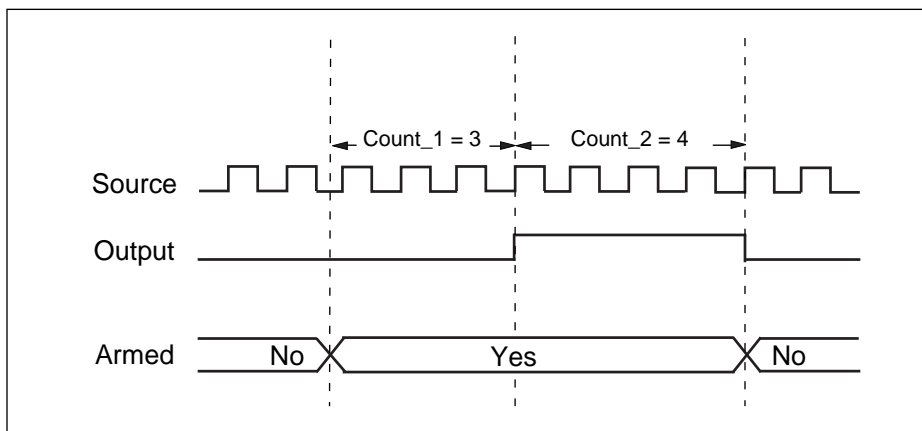 Count_1 = 3 Count_2 = 4
Source
Output
Armed No Yes No